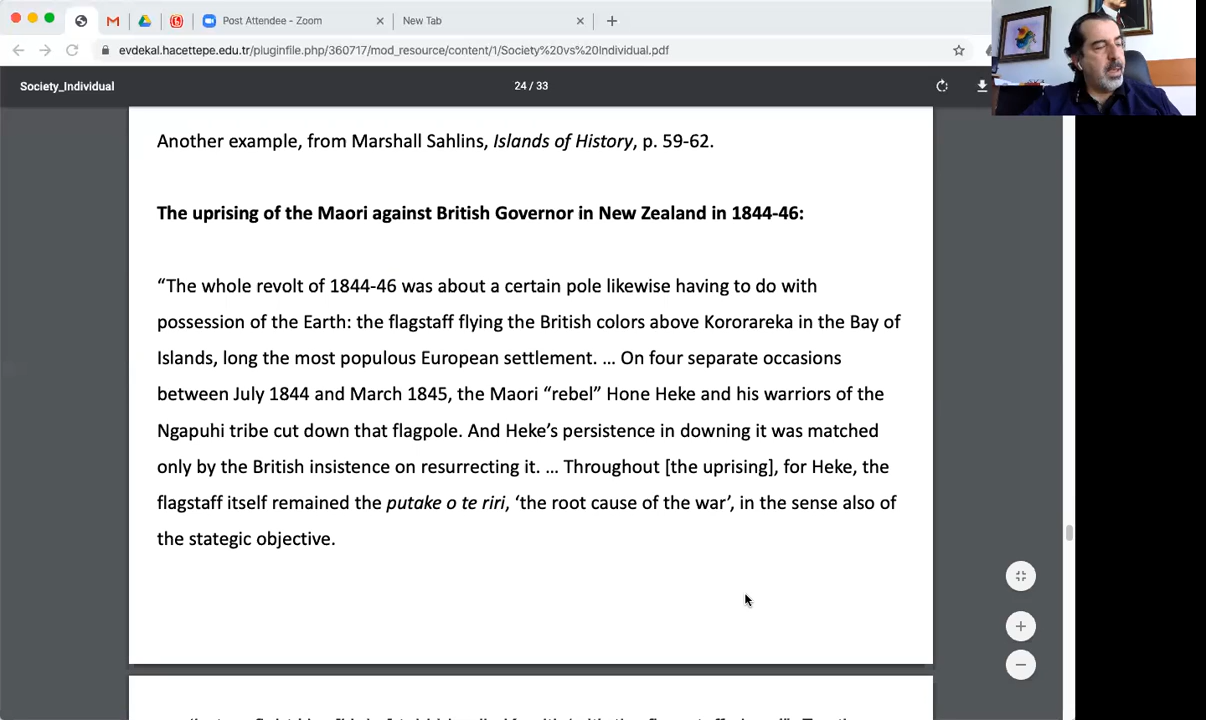 Post Attendee - Zoom
New Tab
evdekal.hacettepe.edu.tr/pluginfile.php/360717/mod_resource/content/1/Society%20vs%20Individual.pdf
Society_Individual
24 / 33
Another example, from Marshall Sahlins, Islands of History, p. 59-62.
The uprising of the Maori against British Governor in New Zealand in 1844-46:
“The whole revolt of 1844-46 was about a certain pole likewise having to do with
possession of the Earth: the flagstaff flying the British colors above Kororareka in the Bay of
Islands, long the most populous European settlement. ... On four separate occasions
between July 1844 and March 1845, the Maori “rebel” Hone Heke and his warriors of the
Ngapuhi tribe cut down that flagpole. And Heke’s persistence in downing it was matched
only by the British insistence on resurrecting it. ... Throughout [the uprising], for Heke, the
flagstaff itself remained the putake o te riri, ‘the root cause of the war’, in the sense also of
the stategic objective.